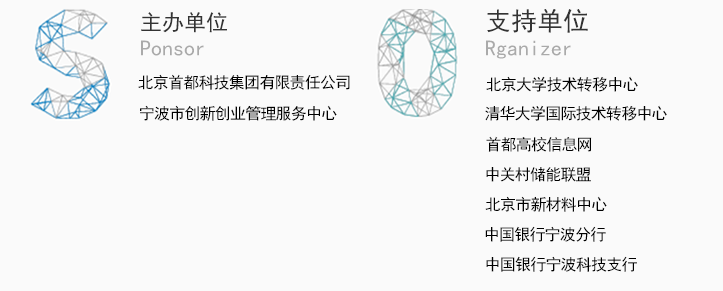 S
主办单位
Ponsor
北京首都科技集团有限责任公司
宁波市创新创业管理服务中心
O
支持单位
Rganizer
北京大学技术转移中心
清华大学国际技术转移中心
首都高校信息网
中关村储能联盟
北京市新材料中心
中国银行宁波分行
中国银行宁波科技支行